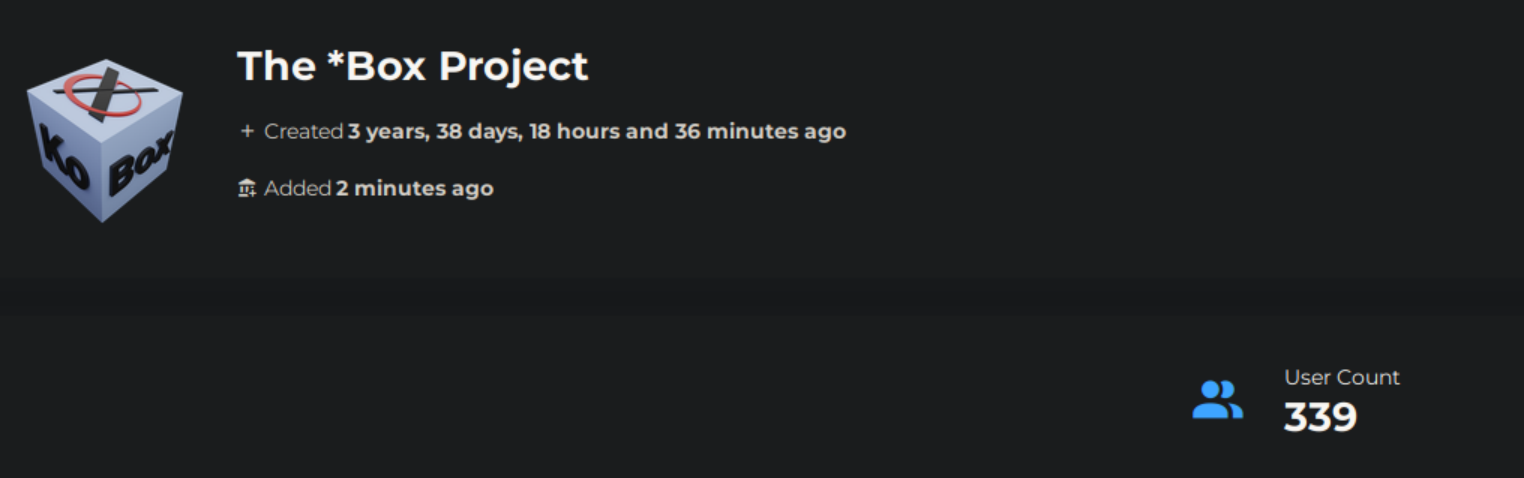 The *Box Project
Created 3 years, 38 days, 18 hours and 36 minutes ago
Added 2 minutes ago
Ko Box
User Count
339